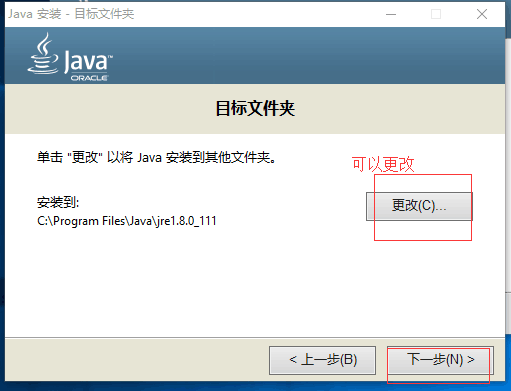 Java 安装 - 目标文件夹
Java™
ORACLE
目标文件夹
单击 "更改" 以将 Java 安装到其他文件夹。
可以更改
安装到:
C:\Program Files\Java\jre1.8.0_111
更改(C)...
< 上一步(B)
下一步(N) >